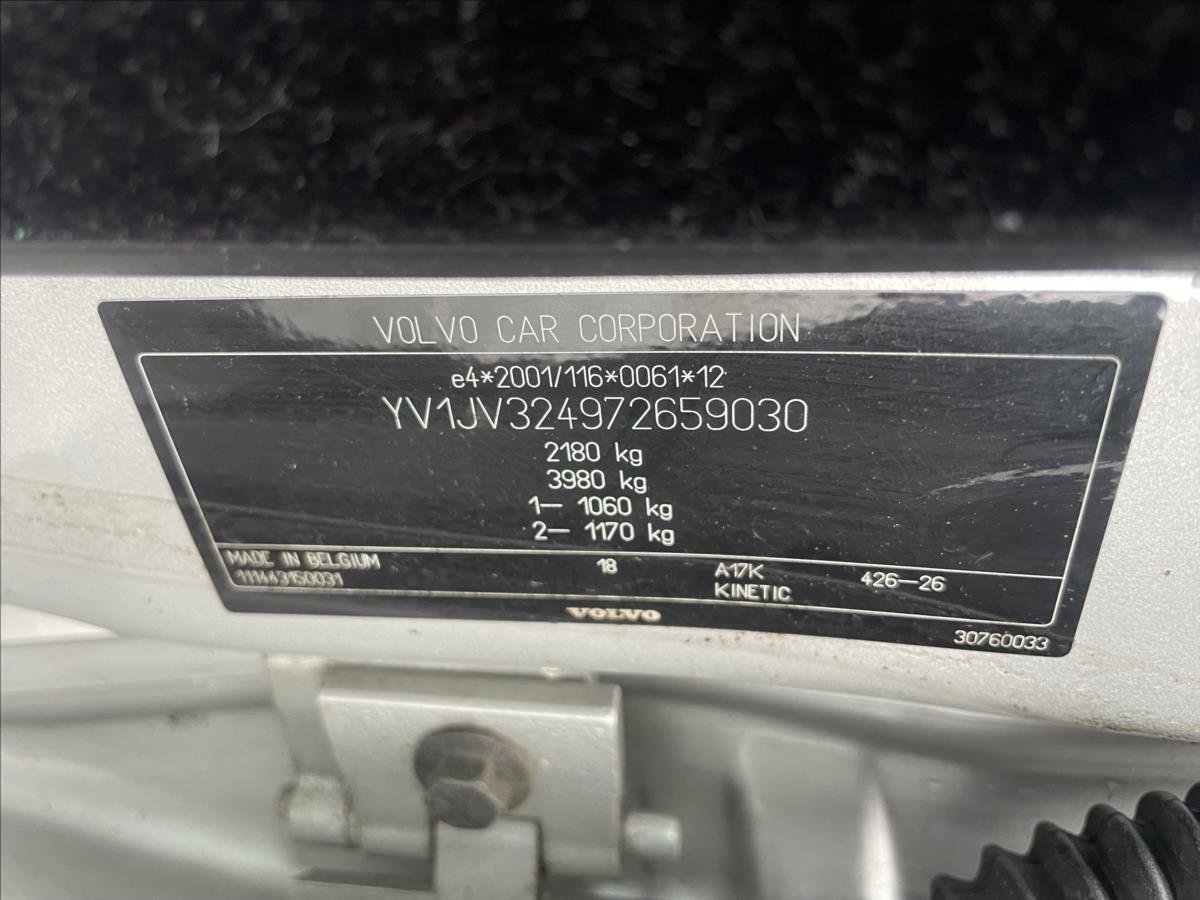 VOLVO CAR CORPORATION
e4*2001/116*0061*12
YV1JV324972659030
2180 kg
3980 kg
1— 1060 kg
2— 1170 kg
MADE IN BELGIUM 18 A17K 426—26
111443150031 KINETIC
VOLVO
30760033